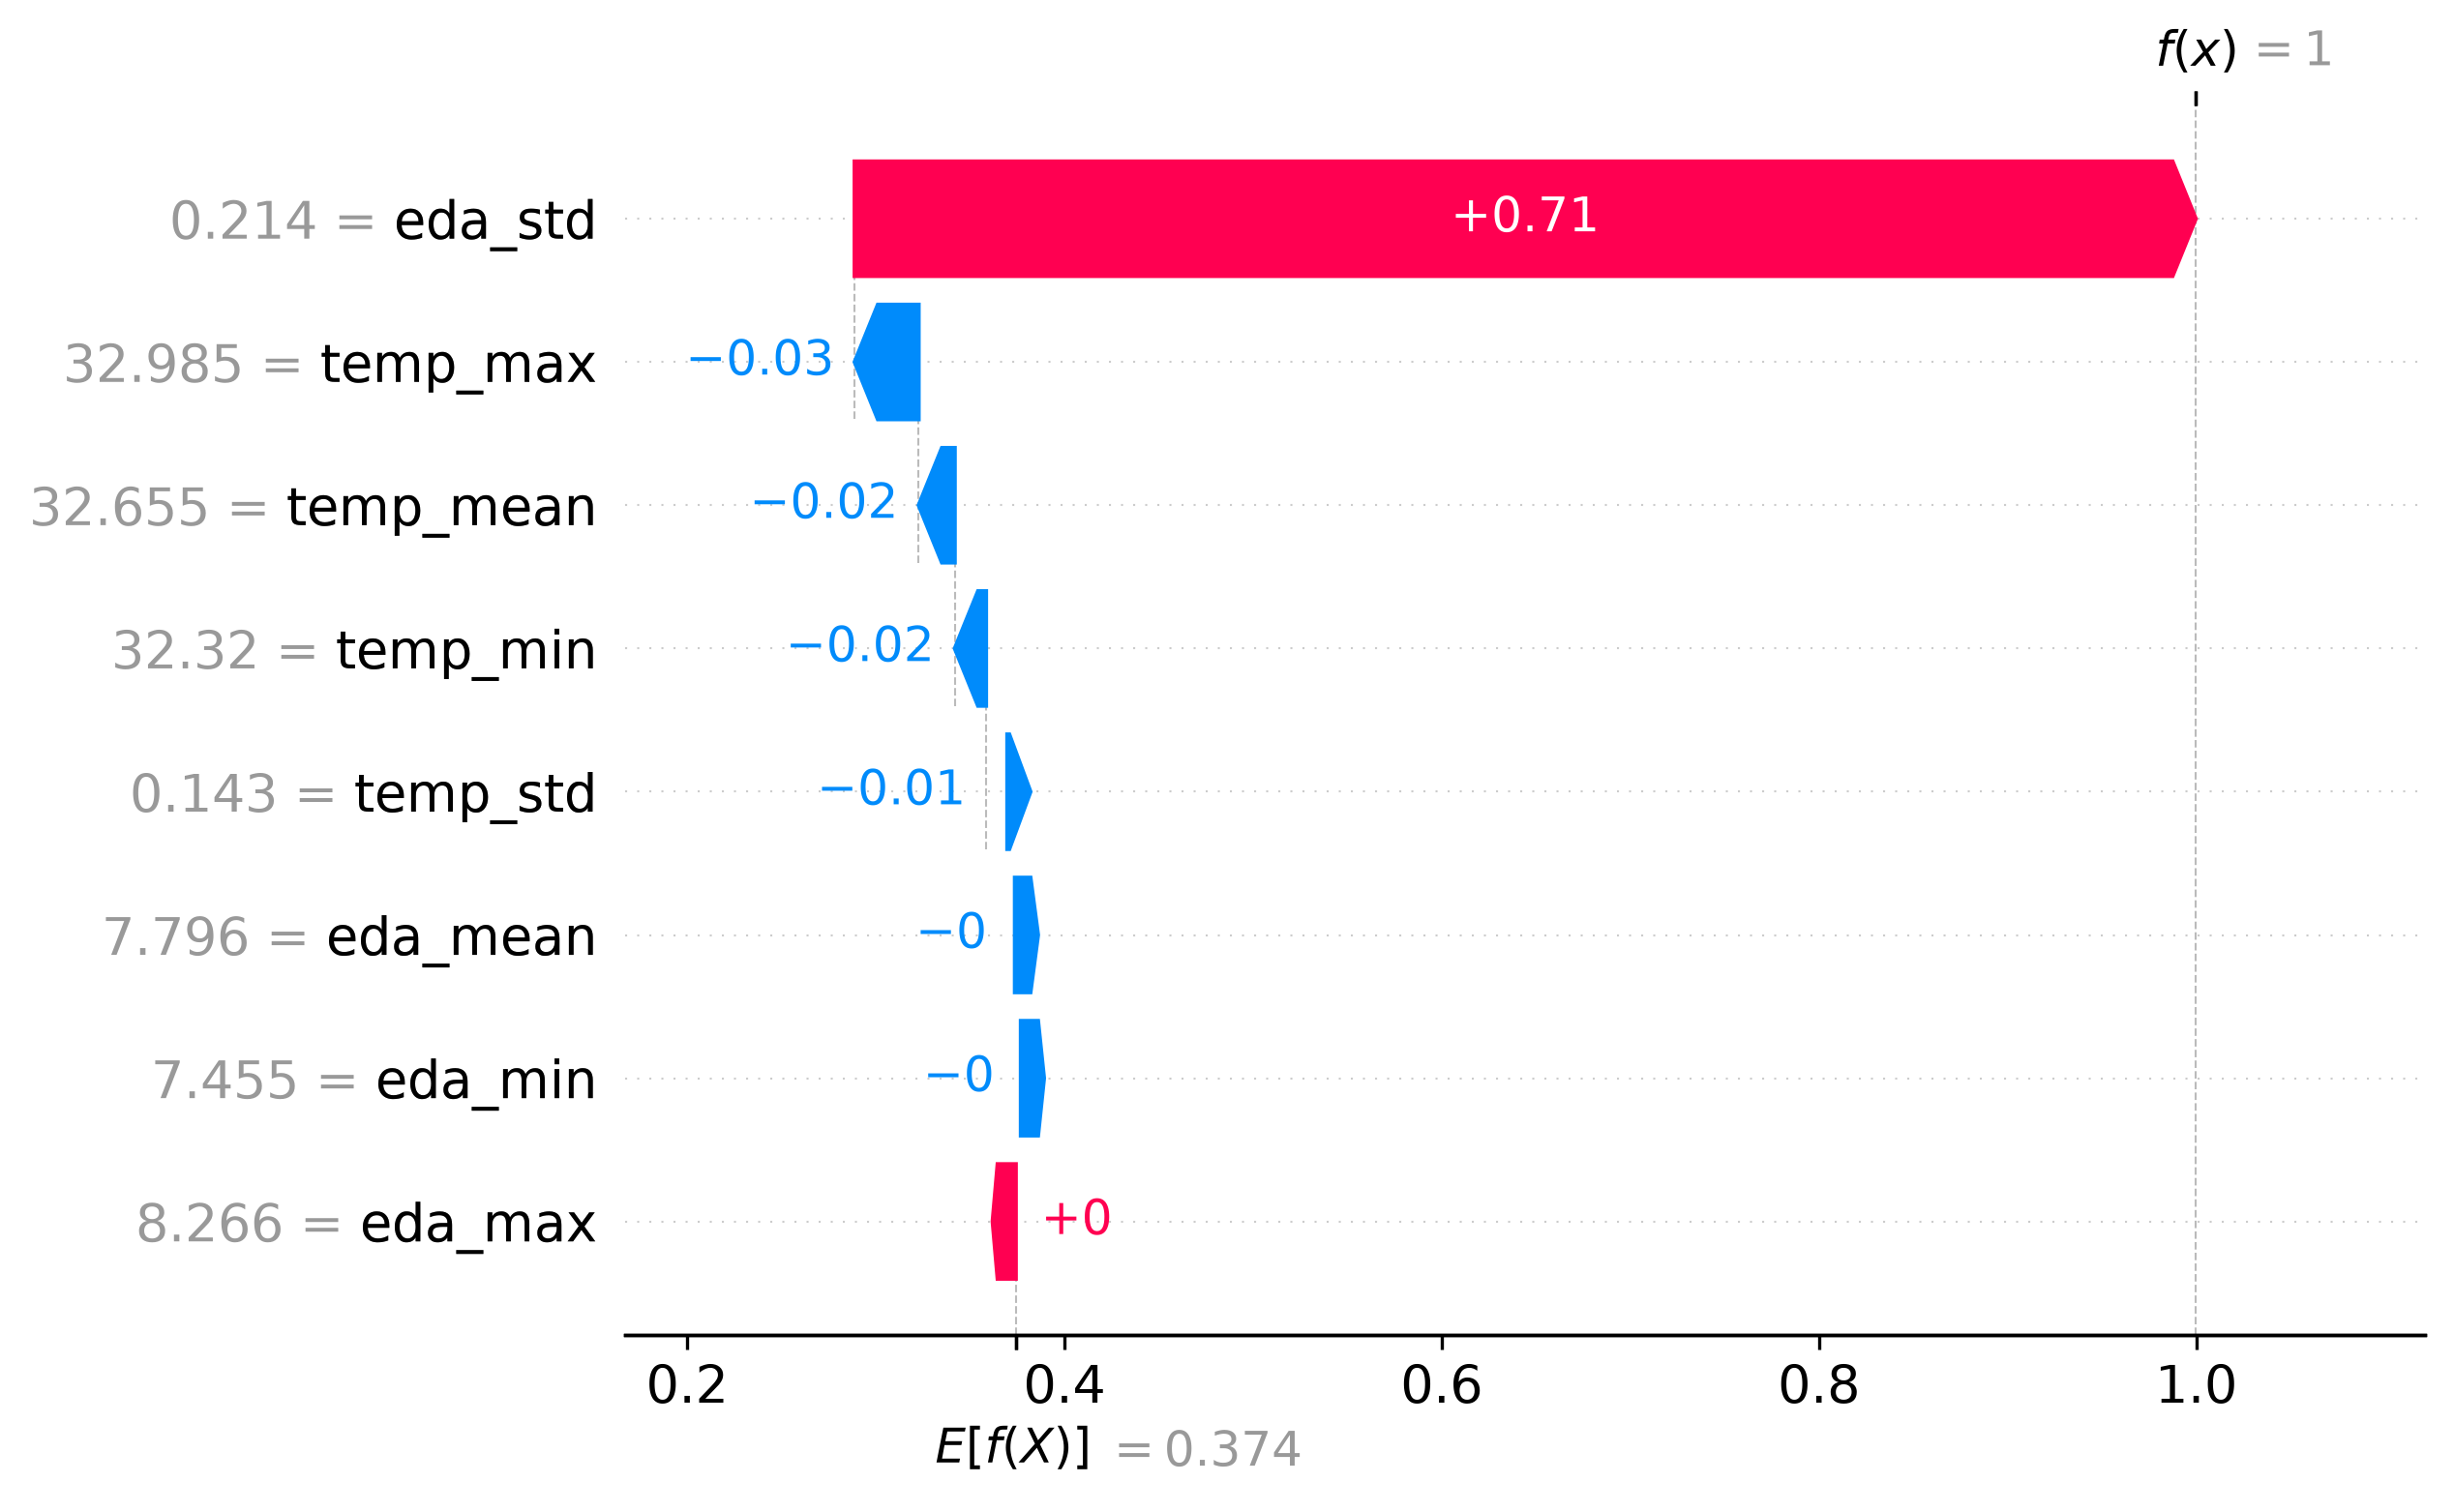 f(x) = 1
0.214 = eda_std +0.71
32.985 = temp_max −0.03
32.655 = temp_mean −0.02
32.32 = temp_min −0.02
0.143 = temp_std −0.01
7.796 = eda_mean −0
7.455 = eda_min −0
8.266 = eda_max +0
0.2 0.4 0.6 0.8 1.0
E[f(X)] = 0.374